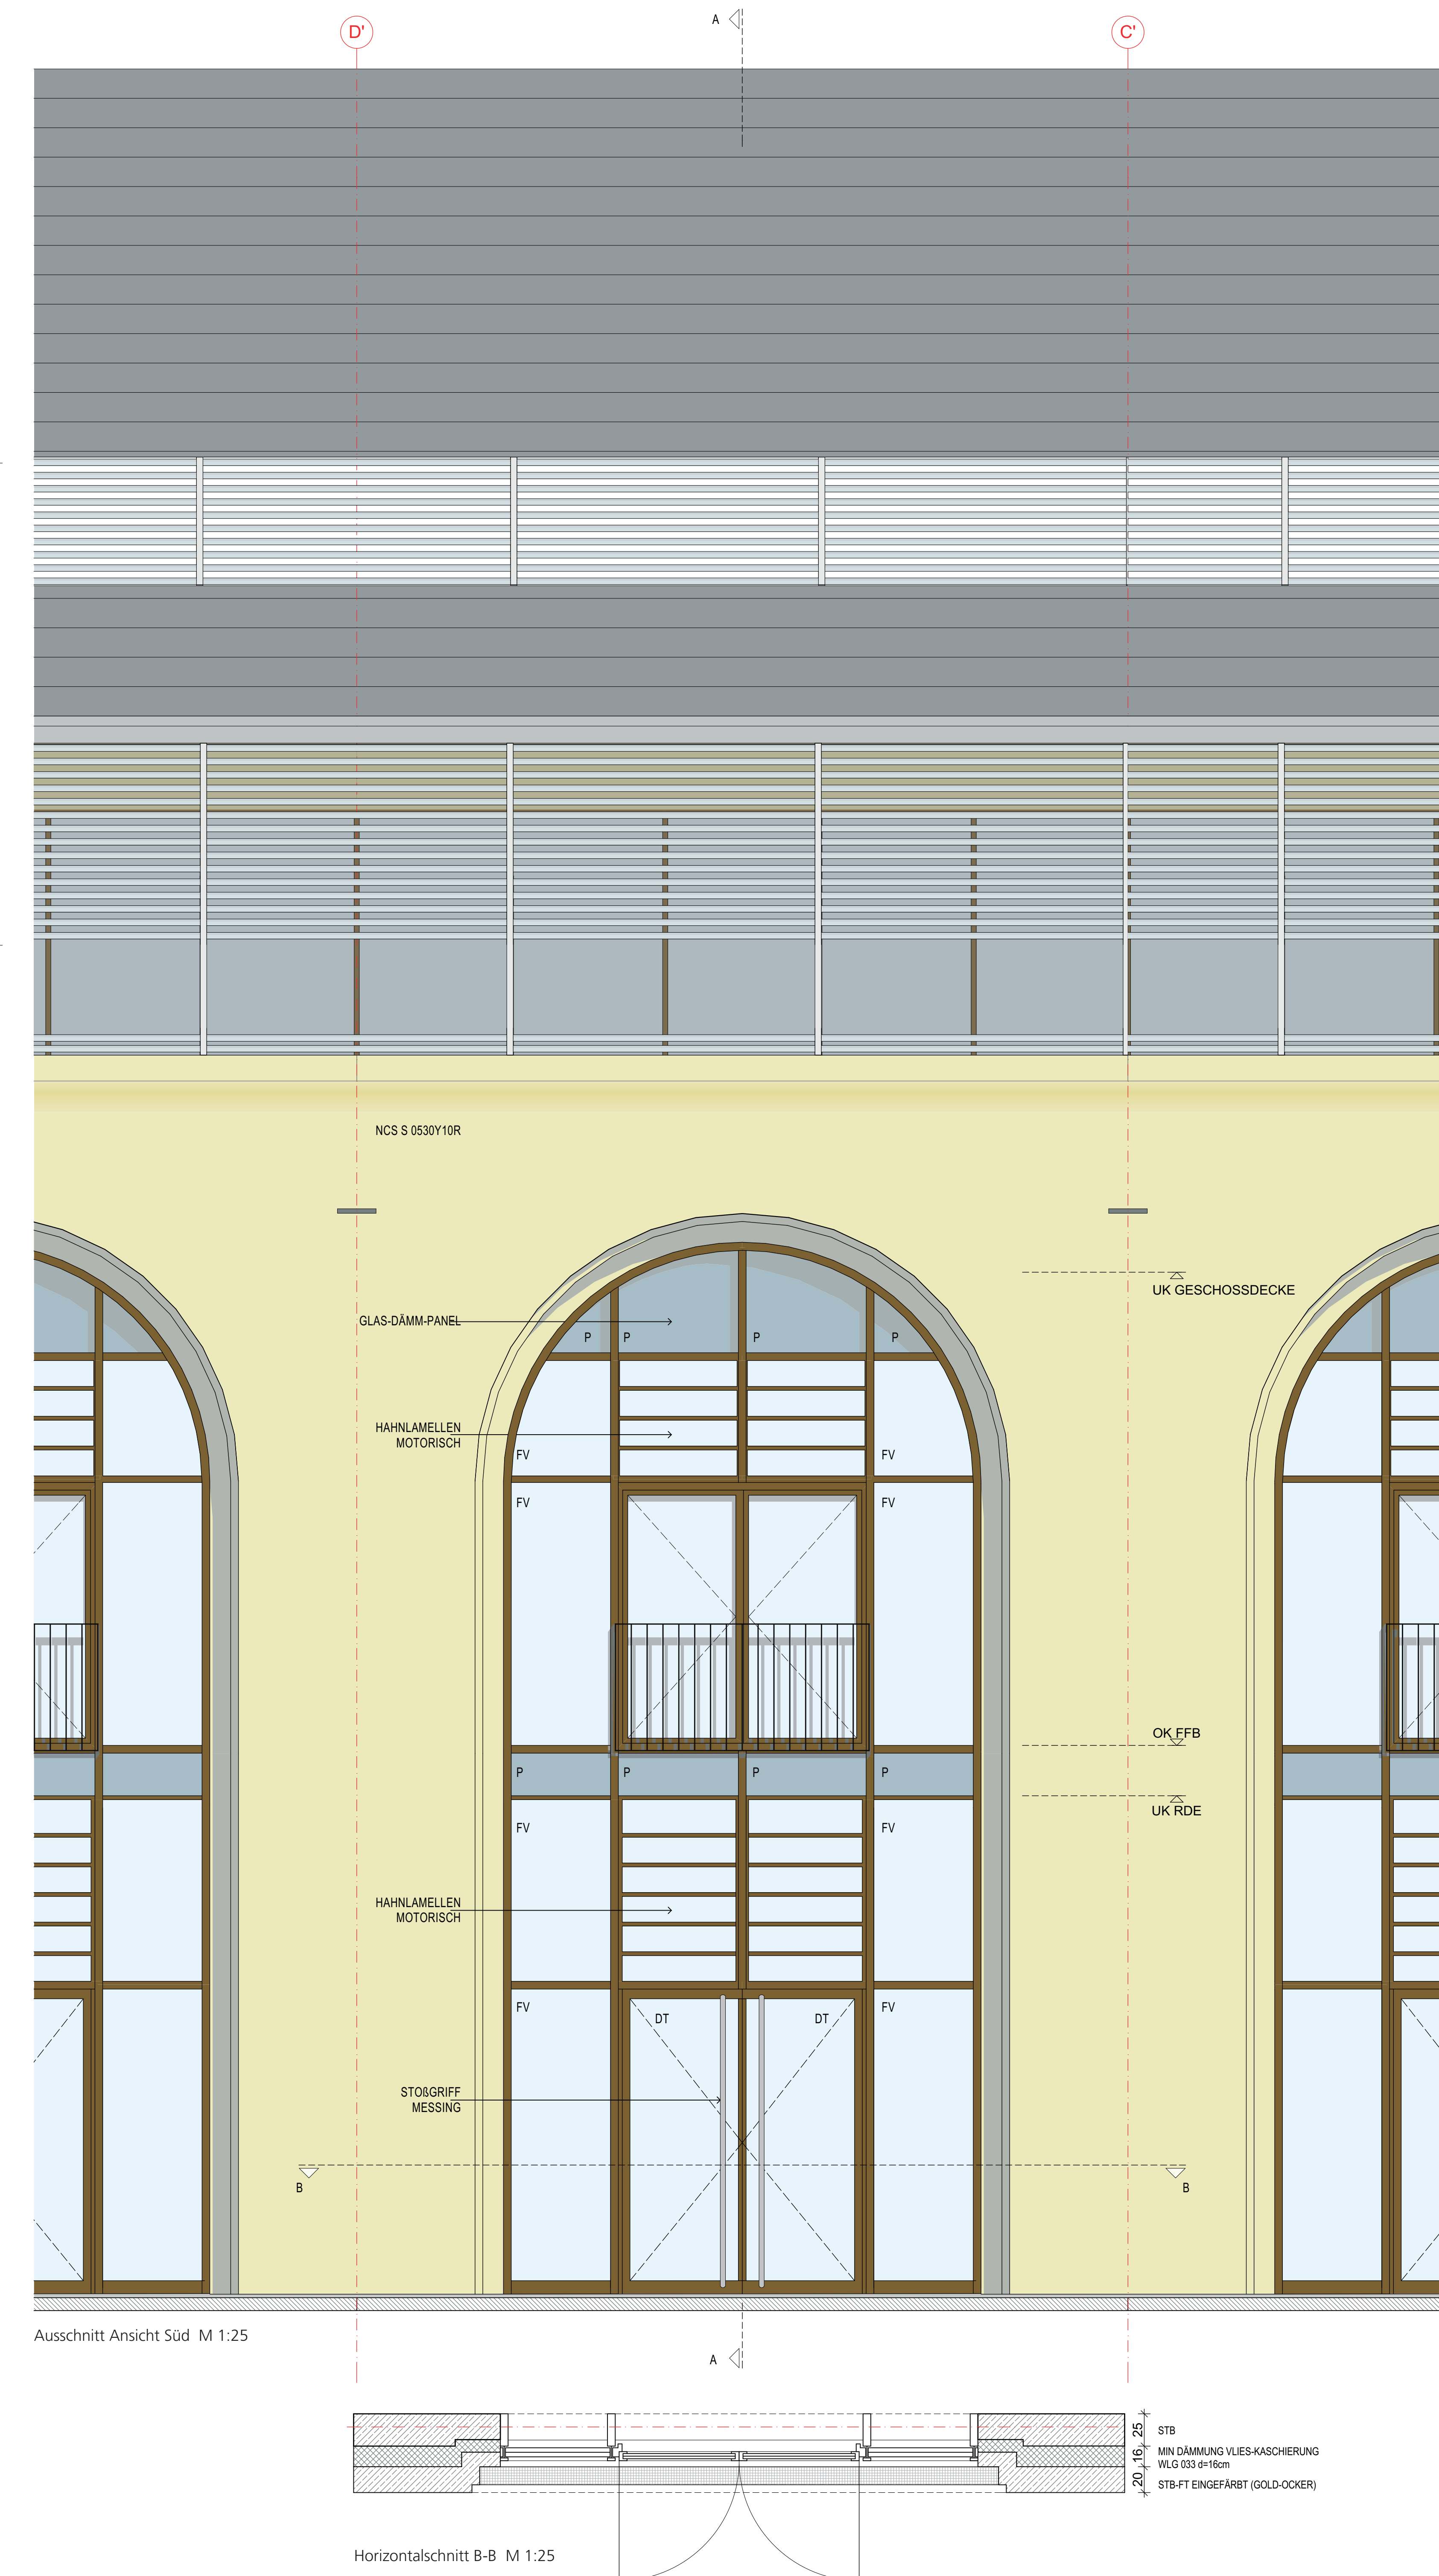 A
D'
C'
NCS S 0530Y10R
UK GESCHOSSDECKE
GLAS-DÄMM-PANEL
P P P P
HAHNLAMELLEN
MOTORISCH
FV FV
FV FV
OK FFB
P P P P
UK RDE
FV FV
HAHNLAMELLEN
MOTORISCH
FV FV
DT DT
STOßGRIFF
MESSING
B B
Ausschnitt Ansicht Süd M 1:25
A
25
STB
16
MIN DÄMMUNG VLIES-KASCHIERUNG
WLG 033 d=16cm
20
STB-FT EINGEFÄRBT (GOLD-OCKER)
Horizontalschnitt B-B M 1:25